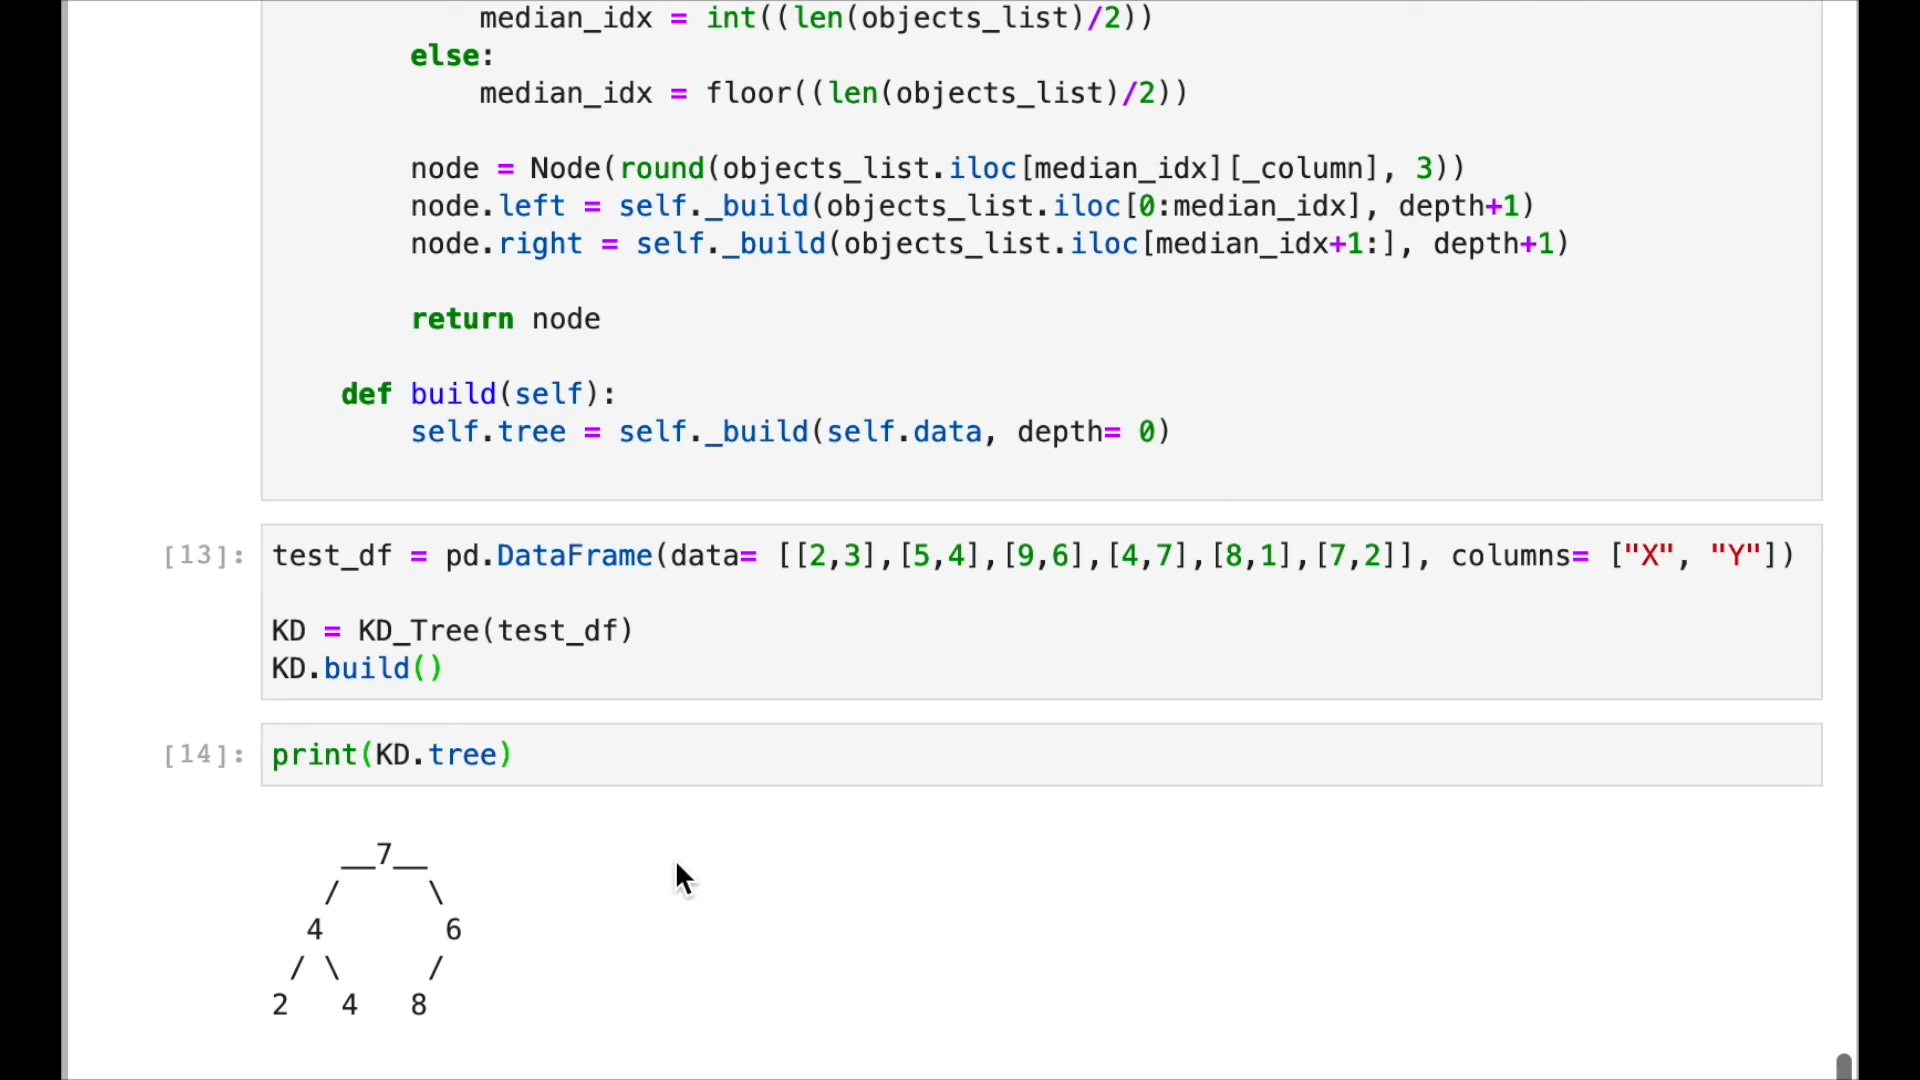 median_idx = int((len(objects_list)/2))
else:
median_idx = floor((len(objects_list)/2))
node = Node(round(objects_list.iloc[median_idx][_column], 3))
node.left = self._build(objects_list.iloc[0:median_idx], depth+1)
node.right = self._build(objects_list.iloc[median_idx+1:], depth+1)
return node
def build(self):
self.tree = self._build(self.data, depth= 0)
[13]: test_df = pd.DataFrame(data= [[2,3],[5,4],[9,6],[4,7],[8,1],[7,2]], columns= ["X", "Y"])
KD = KD_Tree(test_df)
KD.build()
[14]: print(KD.tree)
__7__
/ \
4 6
/ \ /
2 4 8